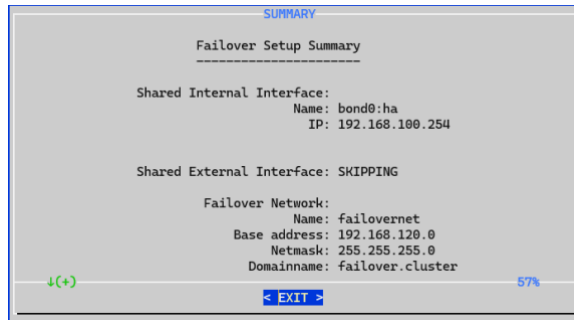 SUMMARY
Failover Setup Summary
----------------------
Shared Internal Interface:
Name: bond0:ha
IP: 192.168.100.254
Shared External Interface: SKIPPING
Failover Network:
Name: failovernet
Base address: 192.168.120.0
Netmask: 255.255.255.0
Domainname: failover.cluster
↓(+) 57%
< EXIT >